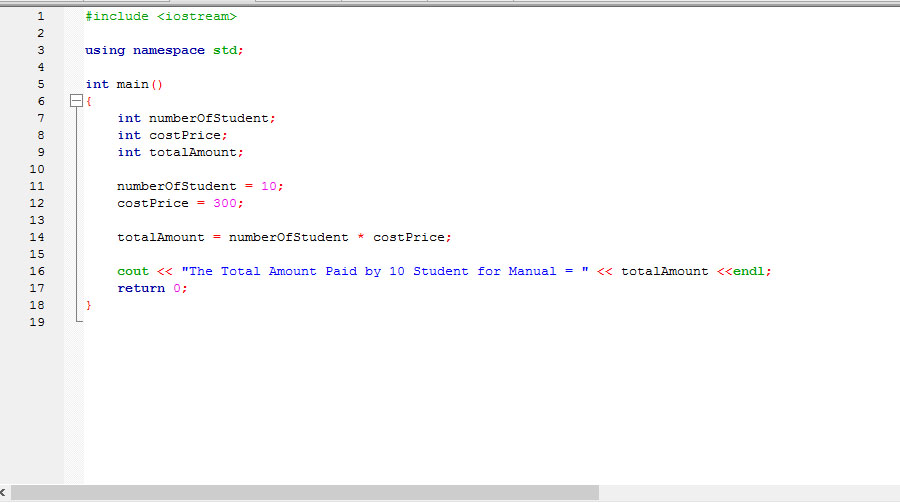 1 #include <iostream>
2
3 using namespace std;
4
5 int main()
6 {
7 int numberOfStudent;
8 int costPrice;
9 int totalAmount;
10
11 numberOfStudent = 10;
12 costPrice = 300;
13
14 totalAmount = numberOfStudent * costPrice;
15
16 cout << "The Total Amount Paid by 10 Student for Manual = " << totalAmount <<endl;
17 return 0;
18 }
19